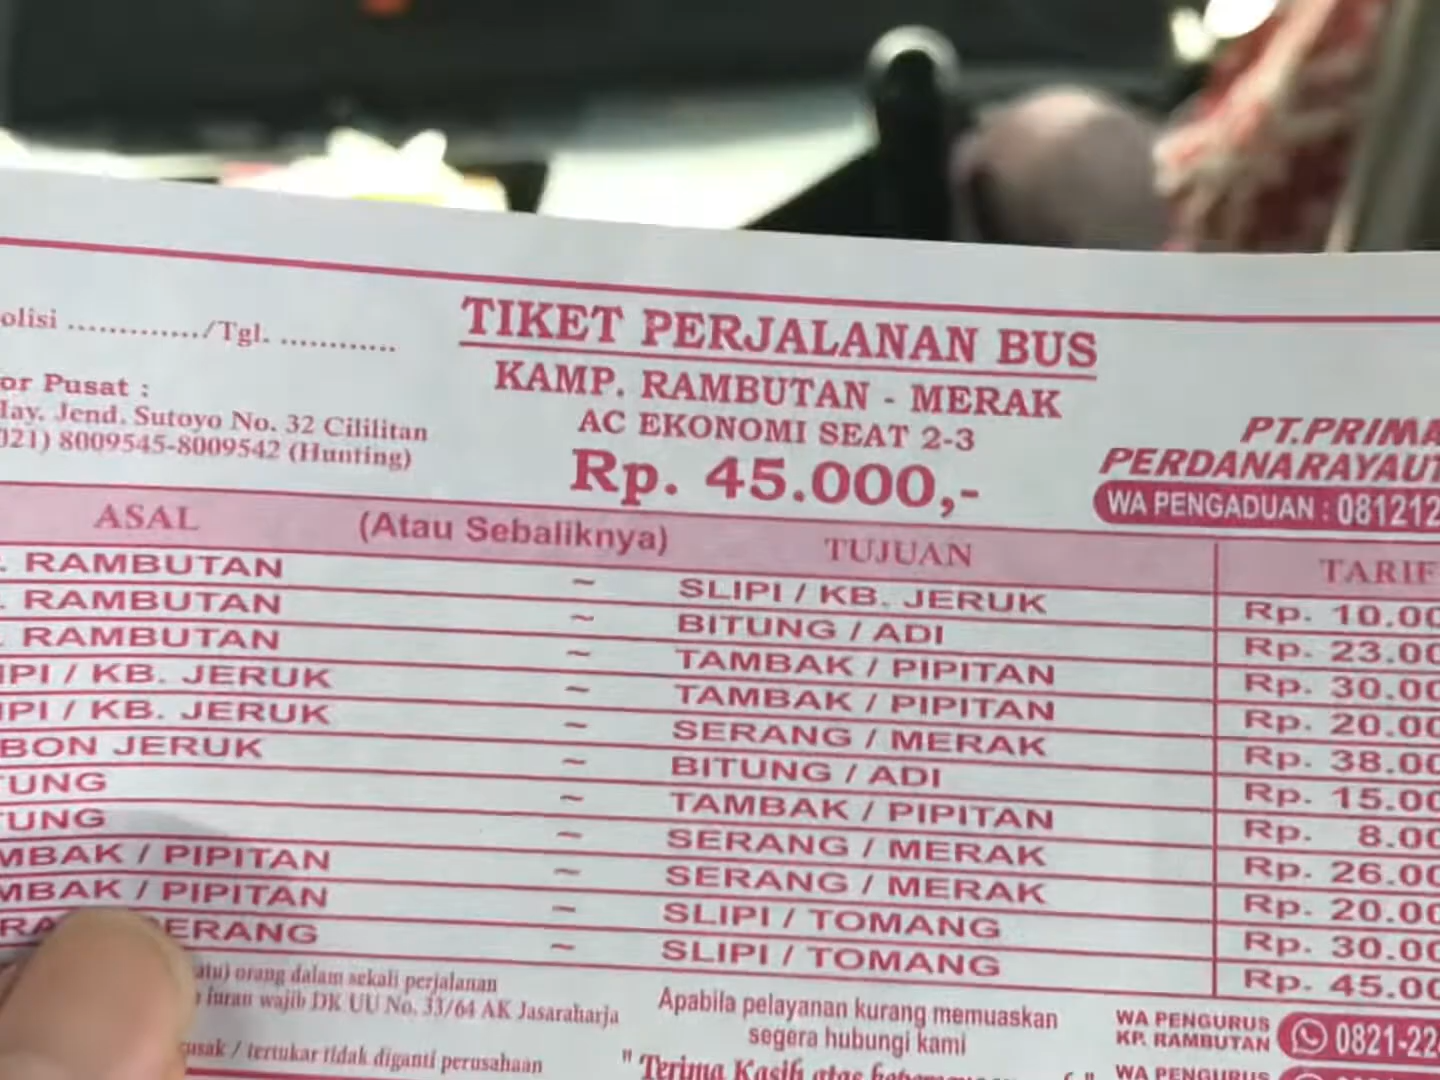 olisi ............./Tgl. ............
TIKET PERJALANAN BUS
KAMP. RAMBUTAN - MERAK
AC EKONOMI SEAT 2-3
Rp. 45.000,-
or Pusat :
Jay. Jend. Sutoyo No. 32 Cililitan
021) 8009545-8009542 (Hunting)
PT.PRIMA
PERDANARAYAUT
WA PENGADUAN : 081212
ASAL (Atau Sebaliknya) TUJUAN TARIF
. RAMBUTAN ~ SLIPI / KB. JERUK Rp. 10.00
. RAMBUTAN ~ BITUNG / ADI Rp. 23.00
. RAMBUTAN ~ TAMBAK / PIPITAN Rp. 30.00
IPI / KB. JERUK ~ TAMBAK / PIPITAN Rp. 20.00
IPI / KB. JERUK ~ SERANG / MERAK Rp. 38.00
BON JERUK ~ BITUNG / ADI Rp. 15.00
TUNG ~ TAMBAK / PIPITAN Rp. 8.00
TUNG ~ SERANG / MERAK Rp. 26.00
MBAK / PIPITAN ~ SERANG / MERAK Rp. 20.00
MBAK / PIPITAN ~ SLIPI / TOMANG Rp. 30.00
ERANG ~ SLIPI / TOMANG Rp. 45.00
atu) orang dalam sekali perjalanan
iuran wajib DK UU No. 33/64 AK Jasaraharja
usak / tertukar tidak diganti perusahaan
Apabila pelayanan kurang memuaskan
segera hubungi kami
" Terima Kasih atas
WA PENGURUS
KP. RAMBUTAN
0821-22
WA PENGURUS